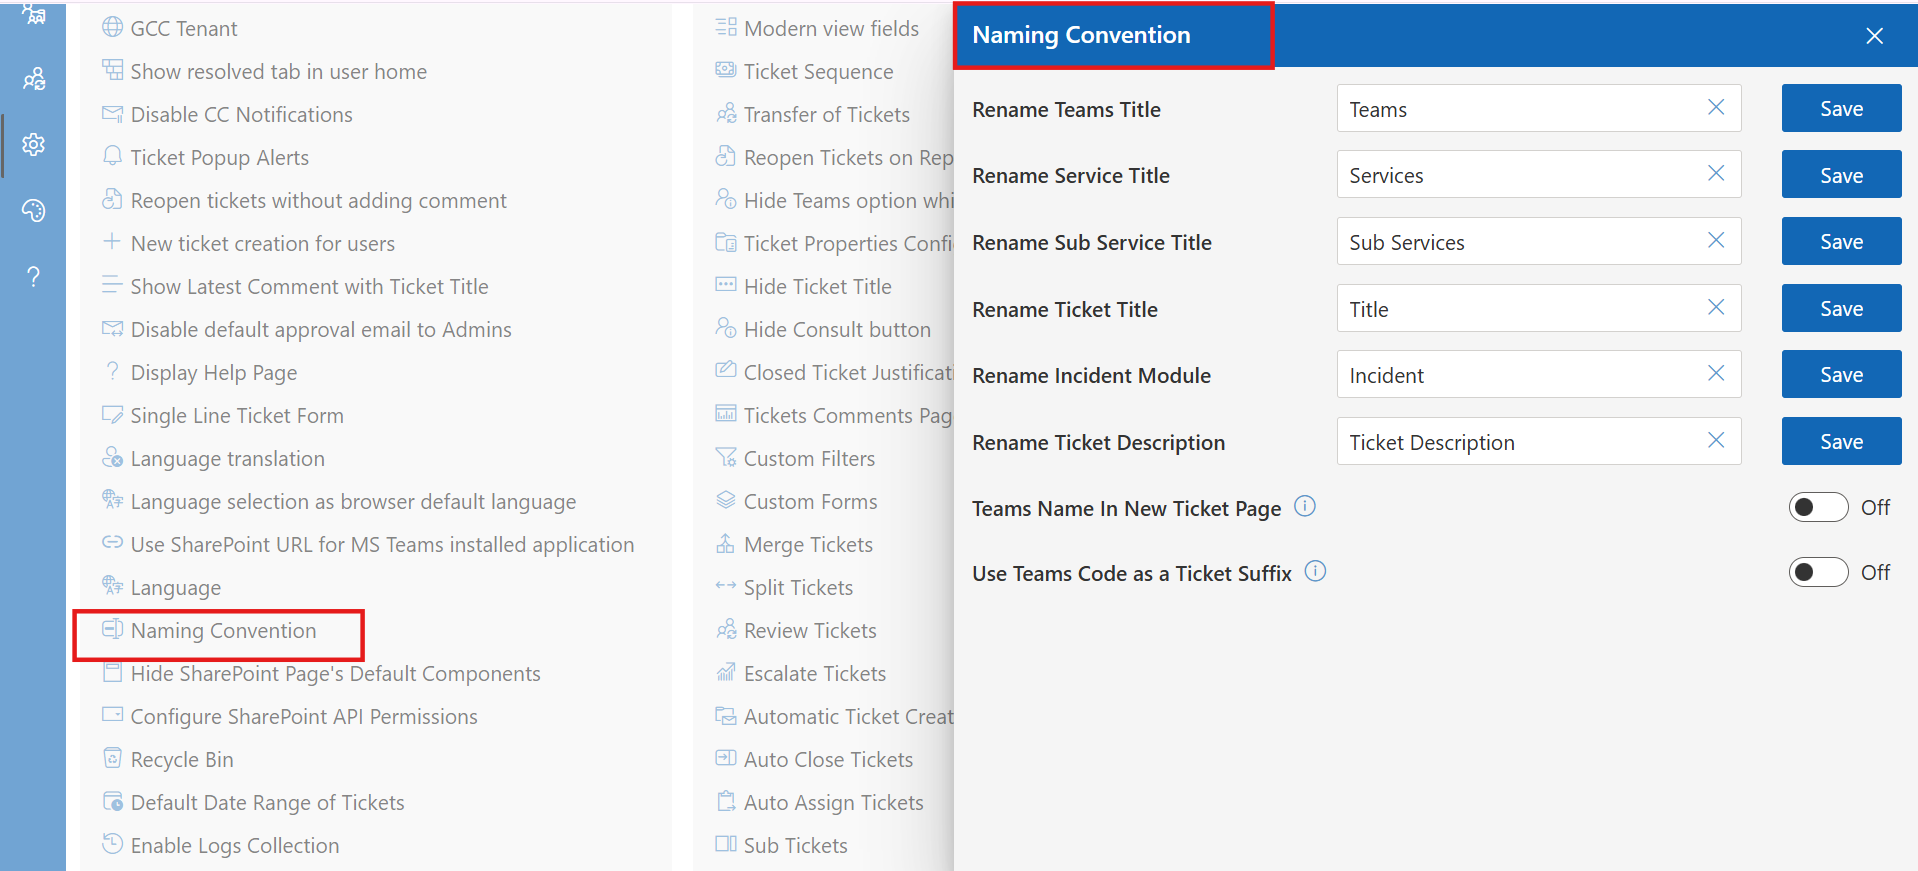 GCC Tenant
Show resolved tab in user home
Disable CC Notifications
Ticket Popup Alerts
Reopen tickets without adding comment
New ticket creation for users
Show Latest Comment with Ticket Title
Disable default approval email to Admins
Display Help Page
Single Line Ticket Form
Language translation
Language selection as browser default language
Use SharePoint URL for MS Teams installed application
Language
Naming Convention
Hide SharePoint Page's Default Components
Configure SharePoint API Permissions
Recycle Bin
Default Date Range of Tickets
Enable Logs Collection
Modern view fields
Ticket Sequence
Transfer of Tickets
Reopen Tickets on Rep
Hide Teams option whi
Ticket Properties Confi
Hide Ticket Title
Hide Consult button
Closed Ticket Justificati
Tickets Comments Pag
Custom Filters
Custom Forms
Merge Tickets
Split Tickets
Review Tickets
Escalate Tickets
Automatic Ticket Creat
Auto Close Tickets
Auto Assign Tickets
Sub Tickets
Naming Convention
Rename Teams Title Teams Save
Rename Service Title Services Save
Rename Sub Service Title Sub Services Save
Rename Ticket Title Title Save
Rename Incident Module Incident Save
Rename Ticket Description Ticket Description Save
Teams Name In New Ticket Page Off
Use Teams Code as a Ticket Suffix Off